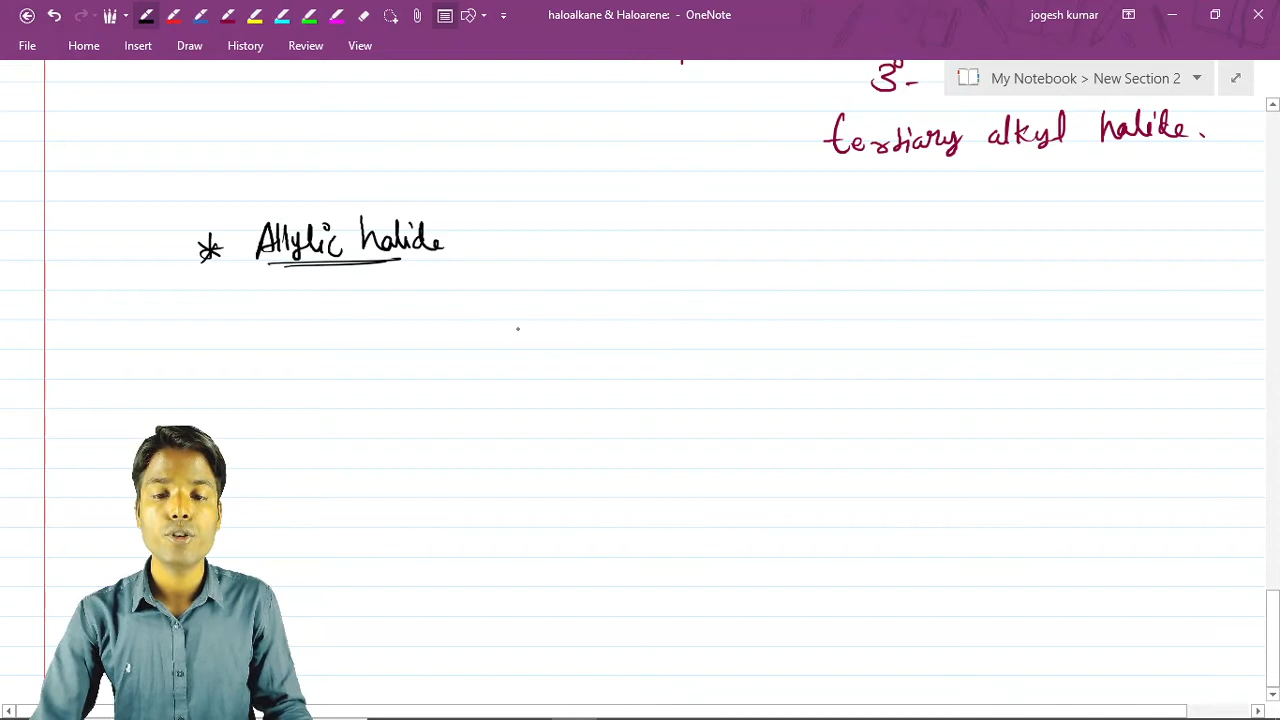 haloalkane & Haloarene: - OneNote
jogesh kumar
File Home Insert Draw History Review View
My Notebook > New Section 2
3° -
tertiary alkyl halide.
* Allylic halide